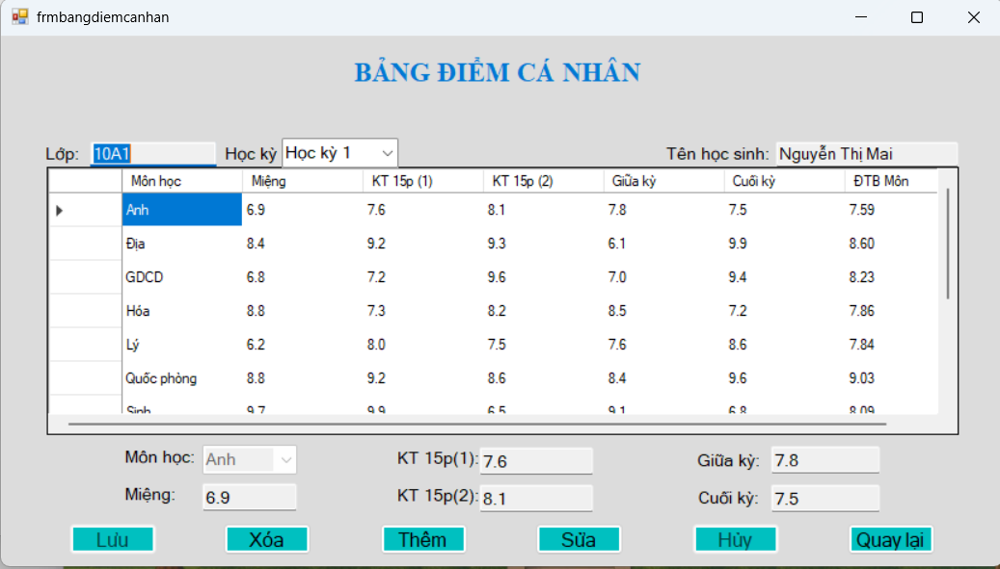 frmbangdiemcanhan
BẢNG ĐIỂM CÁ NHÂN
Lớp: 10A1 Học kỳ Học kỳ 1 Tên học sinh: Nguyễn Thị Mai
Môn học Miệng KT 15p (1) KT 15p (2) Giữa kỳ Cuối kỳ ĐTB Môn
Anh 6.9 7.6 8.1 7.8 7.5 7.59
Địa 8.4 9.2 9.3 6.1 9.9 8.60
GDCD 6.8 7.2 9.6 7.0 9.4 8.23
Hóa 8.8 7.3 8.2 8.5 7.2 7.86
Lý 6.2 8.0 7.5 7.6 8.6 7.84
Quốc phòng 8.8 9.2 8.6 8.4 9.6 9.03
Sinh 9.7 9.9 6.5 9.1 6.8 8.09
Môn học: Anh KT 15p(1): 7.6 Giữa kỳ: 7.8
Miệng: 6.9 KT 15p(2): 8.1 Cuối kỳ: 7.5
Lưu Xóa Thêm Sửa Hủy Quay lại